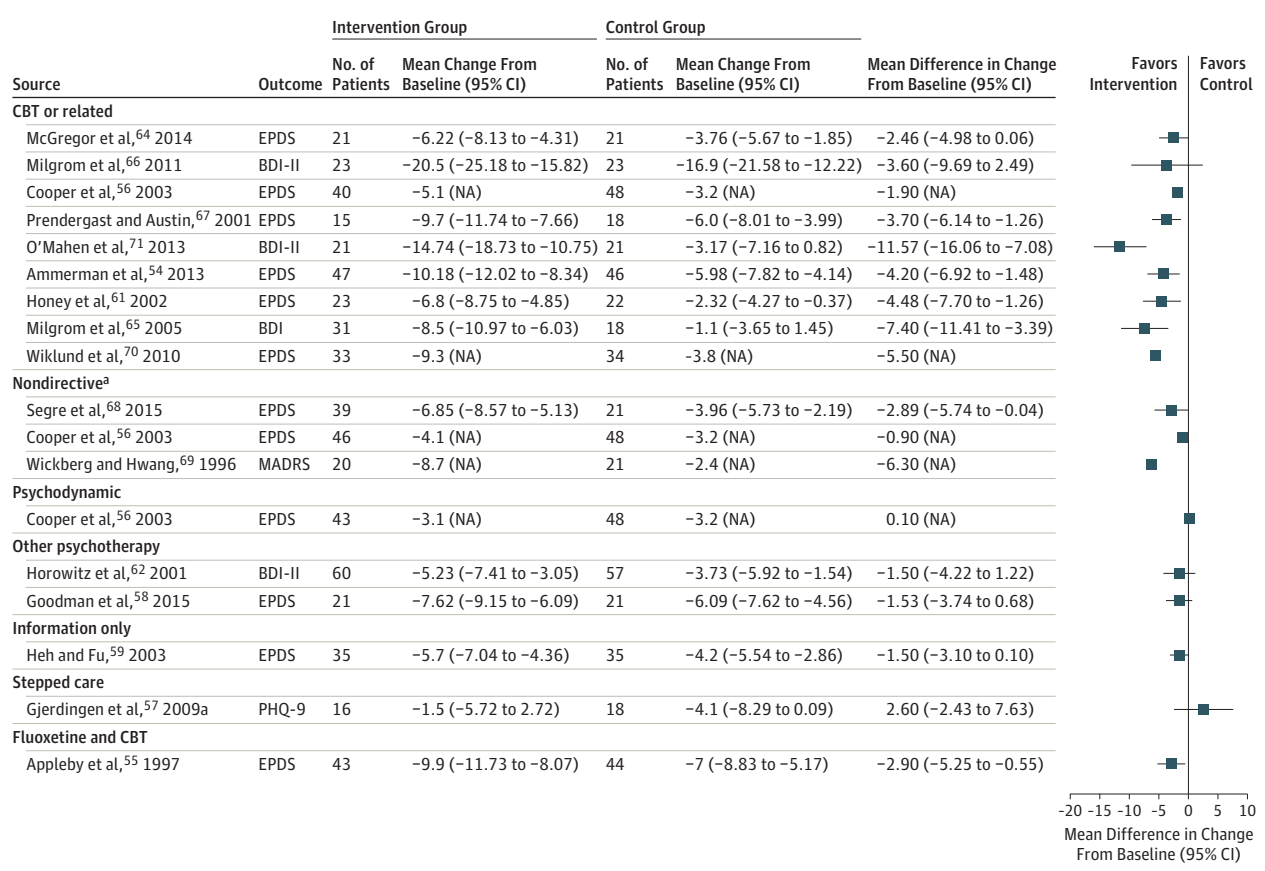 Intervention Group Control Group
Source Outcome No. of Patients Mean Change From Baseline (95% CI) No. of Patients Mean Change From Baseline (95% CI) Mean Difference in Change From Baseline (95% CI) Favors Intervention Favors Control
CBT or related
McGregor et al,64 2014 EPDS 21 −6.22 (−8.13 to −4.31) 21 −3.76 (−5.67 to −1.85) −2.46 (−4.98 to 0.06)
Milgrom et al,66 2011 BDI-II 23 −20.5 (−25.18 to −15.82) 23 −16.9 (−21.58 to −12.22) −3.60 (−9.69 to 2.49)
Cooper et al,56 2003 EPDS 40 −5.1 (NA) 48 −3.2 (NA) −1.90 (NA)
Prendergast and Austin,67 2001 EPDS 15 −9.7 (−11.74 to −7.66) 18 −6.0 (−8.01 to −3.99) −3.70 (−6.14 to −1.26)
O’Mahen et al,71 2013 BDI-II 21 −14.74 (−18.73 to −10.75) 21 −3.17 (−7.16 to 0.82) −11.57 (−16.06 to −7.08)
Ammerman et al,54 2013 EPDS 47 −10.18 (−12.02 to −8.34) 46 −5.98 (−7.82 to −4.14) −4.20 (−6.92 to −1.48)
Honey et al,61 2002 EPDS 23 −6.8 (−8.75 to −4.85) 22 −2.32 (−4.27 to −0.37) −4.48 (−7.70 to −1.26)
Milgrom et al,65 2005 BDI 31 −8.5 (−10.97 to −6.03) 18 −1.1 (−3.65 to 1.45) −7.40 (−11.41 to −3.39)
Wiklund et al,70 2010 EPDS 33 −9.3 (NA) 34 -3.8 (NA) −5.50 (NA)
Nondirectivea
Segre et al,68 2015 EPDS 39 −6.85 (−8.57 to −5.13) 21 −3.96 (−5.73 to −2.19) −2.89 (−5.74 to −0.04)
Cooper et al,56 2003 EPDS 46 −4.1 (NA) 48 −3.2 (NA) −0.90 (NA)
Wickberg and Hwang,69 1996 MADRS 20 −8.7 (NA) 21 −2.4 (NA) −6.30 (NA)
Psychodynamic
Cooper et al,56 2003 EPDS 43 −3.1 (NA) 48 −3.2 (NA) 0.10 (NA)
Other psychotherapy
Horowitz et al,62 2001 BDI-II 60 −5.23 (−7.41 to −3.05) 57 −3.73 (−5.92 to −1.54) −1.50 (−4.22 to 1.22)
Goodman et al,58 2015 EPDS 21 −7.62 (−9.15 to −6.09) 21 −6.09 (−7.62 to −4.56) −1.53 (−3.74 to 0.68)
Information only
Heh and Fu,59 2003 EPDS 35 −5.7 (−7.04 to −4.36) 35 −4.2 (−5.54 to −2.86) −1.50 (−3.10 to 0.10)
Stepped care
Gjerdingen et al,57 2009a PHQ-9 16 −1.5 (−5.72 to 2.72) 18 −4.1 (−8.29 to 0.09) 2.60 (−2.43 to 7.63)
Fluoxetine and CBT
Appleby et al,55 1997 EPDS 43 −9.9 (−11.73 to −8.07) 44 −7 (−8.83 to −5.17) −2.90 (−5.25 to −0.55)
-20 -15 -10 -5 0 5 10
Mean Difference in Change
From Baseline (95% CI)